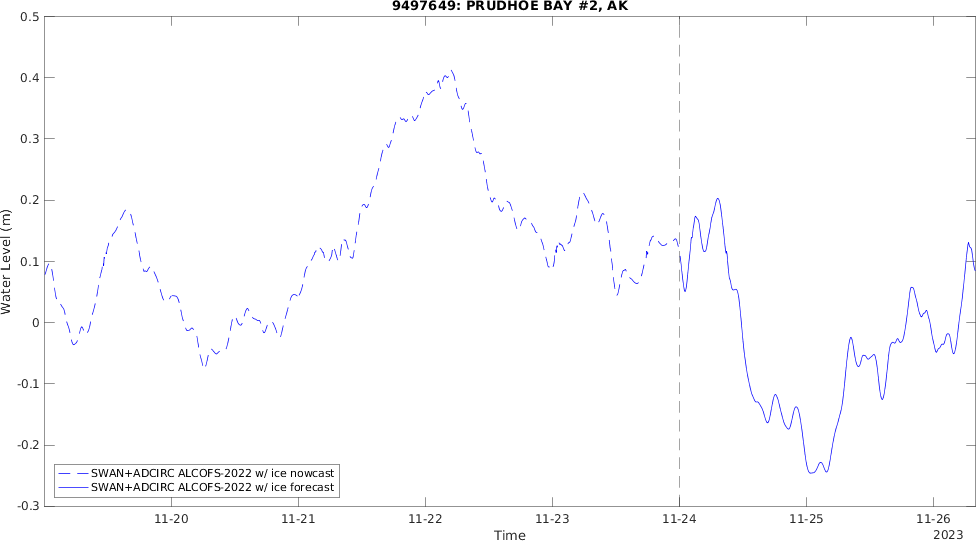 9497649: PRUDHOE BAY #2, AK
0.5
0.4
0.3
0.2
0.1
0
-0.1
-0.2
-0.3
Water Level (m)
SWAN+ADCIRC ALCOFS-2022 w/ ice nowcast
SWAN+ADCIRC ALCOFS-2022 w/ ice forecast
11-20 11-21 11-22 11-23 11-24 11-25 11-26
Time
2023